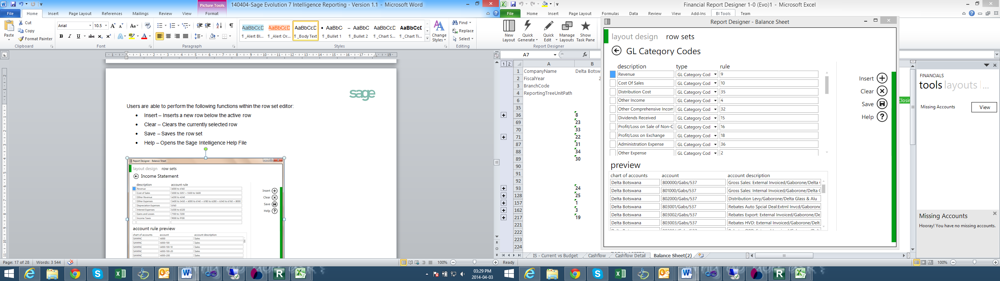 140404-Sage Evolution 7 Intelligence Reporting - Version 1.1 - Microsoft Word
Picture Tools
File Home Insert Page Layout References Mailings Review View Format
Paste
Cut
Copy
Format Painter
Clipboard
Arial 10.5
Font
Paragraph
AaBbCcD AaBbCcD AaBbCcD AaBbC AaBbC AaBbCcD AaBbCcI
_Alert Bl... _Alert Or... _Body Text _Bullet 1 _Bullet 2 _Chart S... _Chart Ti...
Styles
Change Styles
Find
Replace
Select
Editing
sage
Users are able to perform the following functions within the row set editor:
• Insert – Inserts a new row below the active row
• Clear – Clears the currently selected row
• Save – Saves the row set
• Help – Opens the Sage Intelligence Help File
Report Designer - Balance Sheet
layout design row sets
Income Statement
description account rule
Revenue 4000 to 4160
Cost of Sales 5000 to 5051 + 5500 to 5600
Other Revenue 4200 to 4240
Other Expenses 5400 to 5450 + 6000 to 6140 + 6180 to 6280 + 6340 to 6760 + 8000
Depreciation Expenses 6160
Interest Expenses 6300 to 6320
Gains and Losses 7100 to 7200
Income Taxes 9000 to 9100
Insert
Clear
Save
Help
account rule preview
chart of accounts account account description
SAMINC 4000 Sales
SAMINC 4000-100 Sales
SAMINC 4000-100-10 Sales
SAMINC 4000-100-20 Sales
SAMINC 4000-200 Sales
Page: 17 of 28 Words: 3 544 100%
03:29 PM
2014-04-03
Financial Report Designer 1-0 (Evo)1 - Microsoft Excel
File Home Insert Page Layout Formulas Data Review View Add-Ins BI Tools Team
New Layout
Quick Generate
Quick Edit
Manage Layouts
Show Task Pane
Report Designer
A7 fx
1 2 A B
1 CompanyName Delta Botsw
2 FiscalYear 2
3 BranchCode
4 ReportingTreeUnitPath
6
35
36 8
69 23
70 33
71 22
87 31
88 34
89 30
90
91
92
93 24
128 25
157 1
162 3
217 19
221
222
223
224
IS - Current vs Budget Cashflow Cashflow Detail Balance Sheet(2)
Ready 100%
Report Designer - Balance Sheet
layout design row sets
GL Category Codes
description type rule
Revenue GL Category Cod 9
Cost Of Sales GL Category Cod 10
Distribution Cost GL Category Cod 35
Other Income GL Category Cod 4
Other Comprehensive Incom GL Category Cod 32
Dividends Received GL Category Cod 15
Profit/Loss on Sale of Non-C GL Category Cod 16
Profit/Loss on Exchange GL Category Cod 18
Administration Expense GL Category Cod 36
Other Expense GL Category Cod 2
Insert
Clear
Save
Help
preview
chart of accounts account account description
Delta Botswana 800000/Gabs/537 Gross Sales: External Invoiced/Gaborone/Delta
Delta Botswana 801000/Gabs/537 Gross Sales: Internal Invoiced/Gaborone/Delta
Delta Botswana 802000/Gabs/537 Distribution Levy/Gaborone/Delta Glass & Alu
Delta Botswana 803001/Gabs/537 Rebates Auto Spcial Deal:Extrnl Invcd/Gaboron
Delta Botswana 803002/Gabs/537 Rebates Export: External Invoiced/Gaborone/De
Delta Botswana 803003/Gabs/537 Rebates HVD: External Invoiced/Gaborone/Delt
Closin
FINANCIALS
tools layouts ...
Missing Accounts View
Missing Accounts
Hooray! You have no missing accounts.